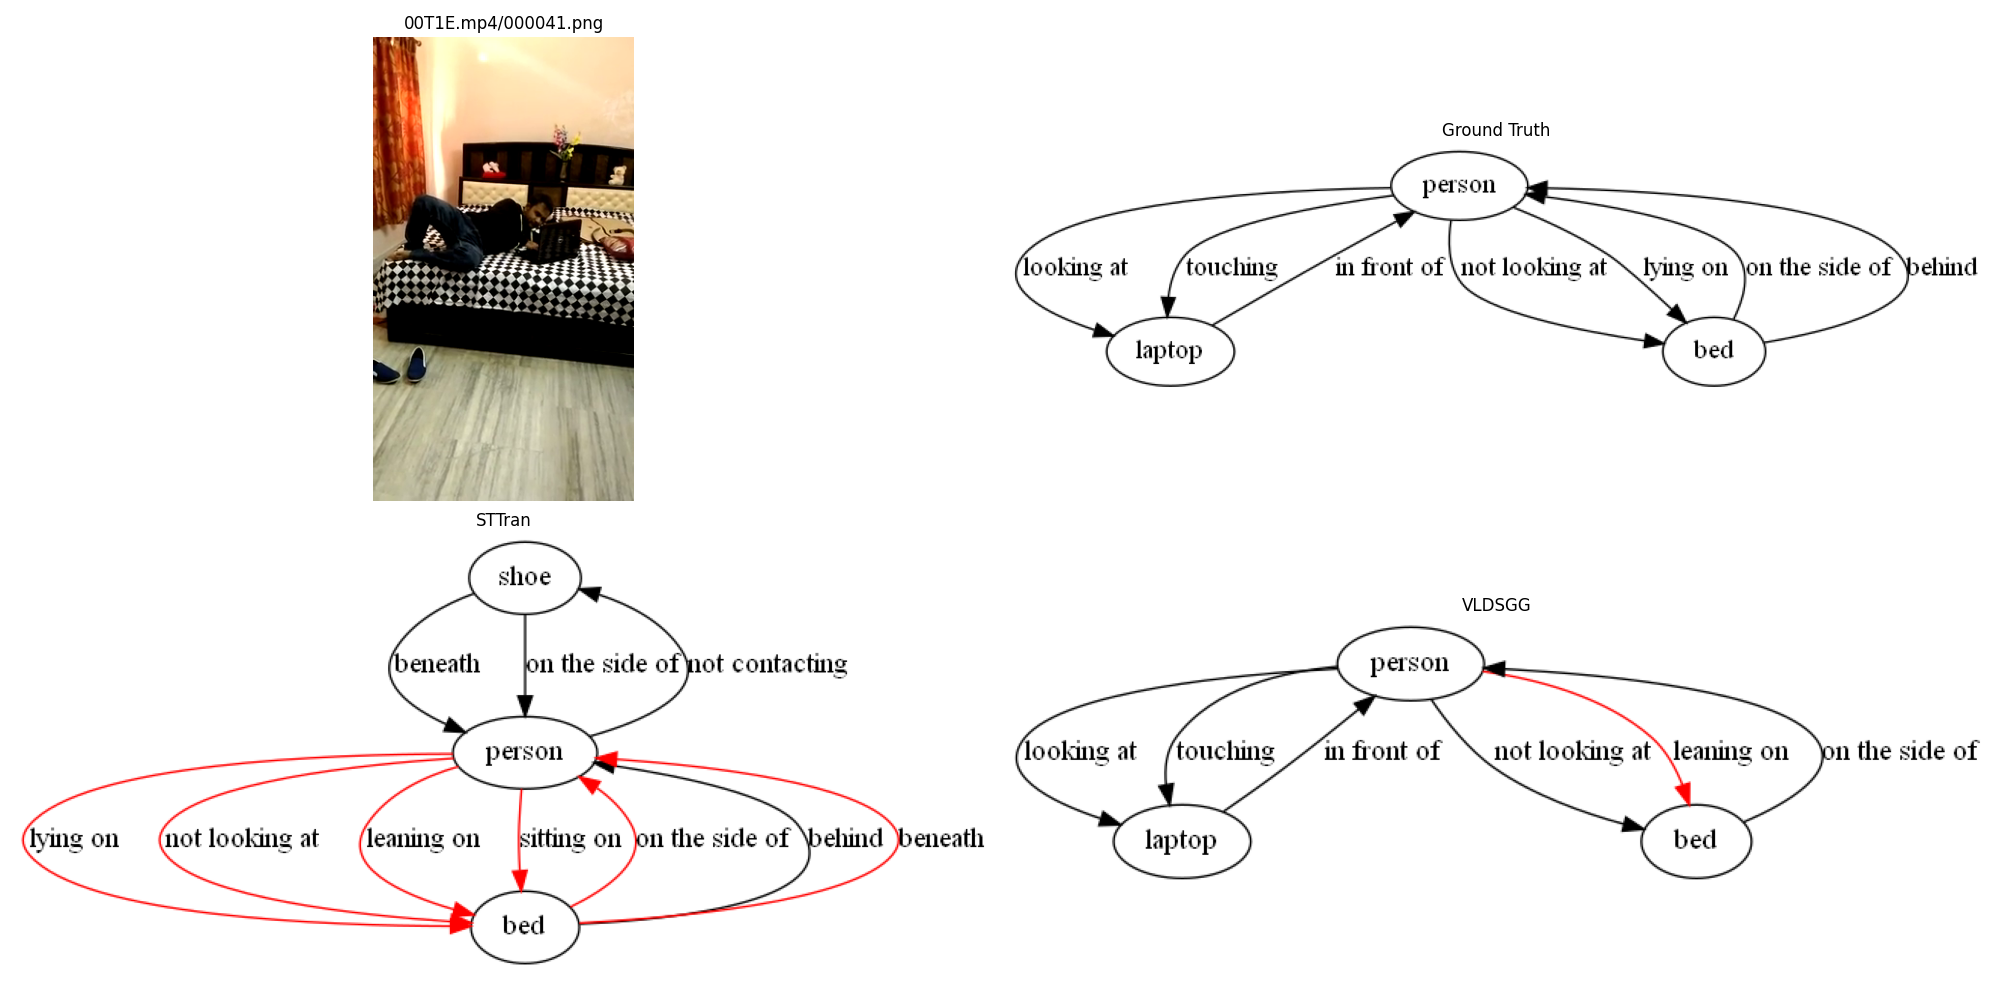 00T1E.mp4/000041.png
Ground Truth
person
looking at
touching
in front of
not looking at
lying on
on the side of
behind
laptop
bed
STTran
shoe
beneath
on the side of
not contacting
person
lying on
not looking at
leaning on
sitting on
on the side of
behind
beneath
bed
VLDSGG
person
looking at
touching
in front of
not looking at
leaning on
on the side of
laptop
bed